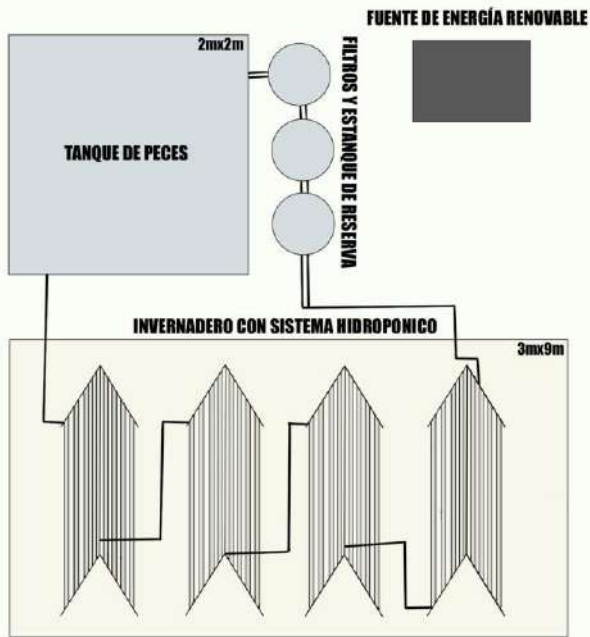 FUENTE DE ENERGÍA RENOVABLE
2mx2m
TANQUE DE PECES
FILTROS Y ESTANQUE DE RESERVA
INVERNADERO CON SISTEMA HIDROPONICO
3mx9m